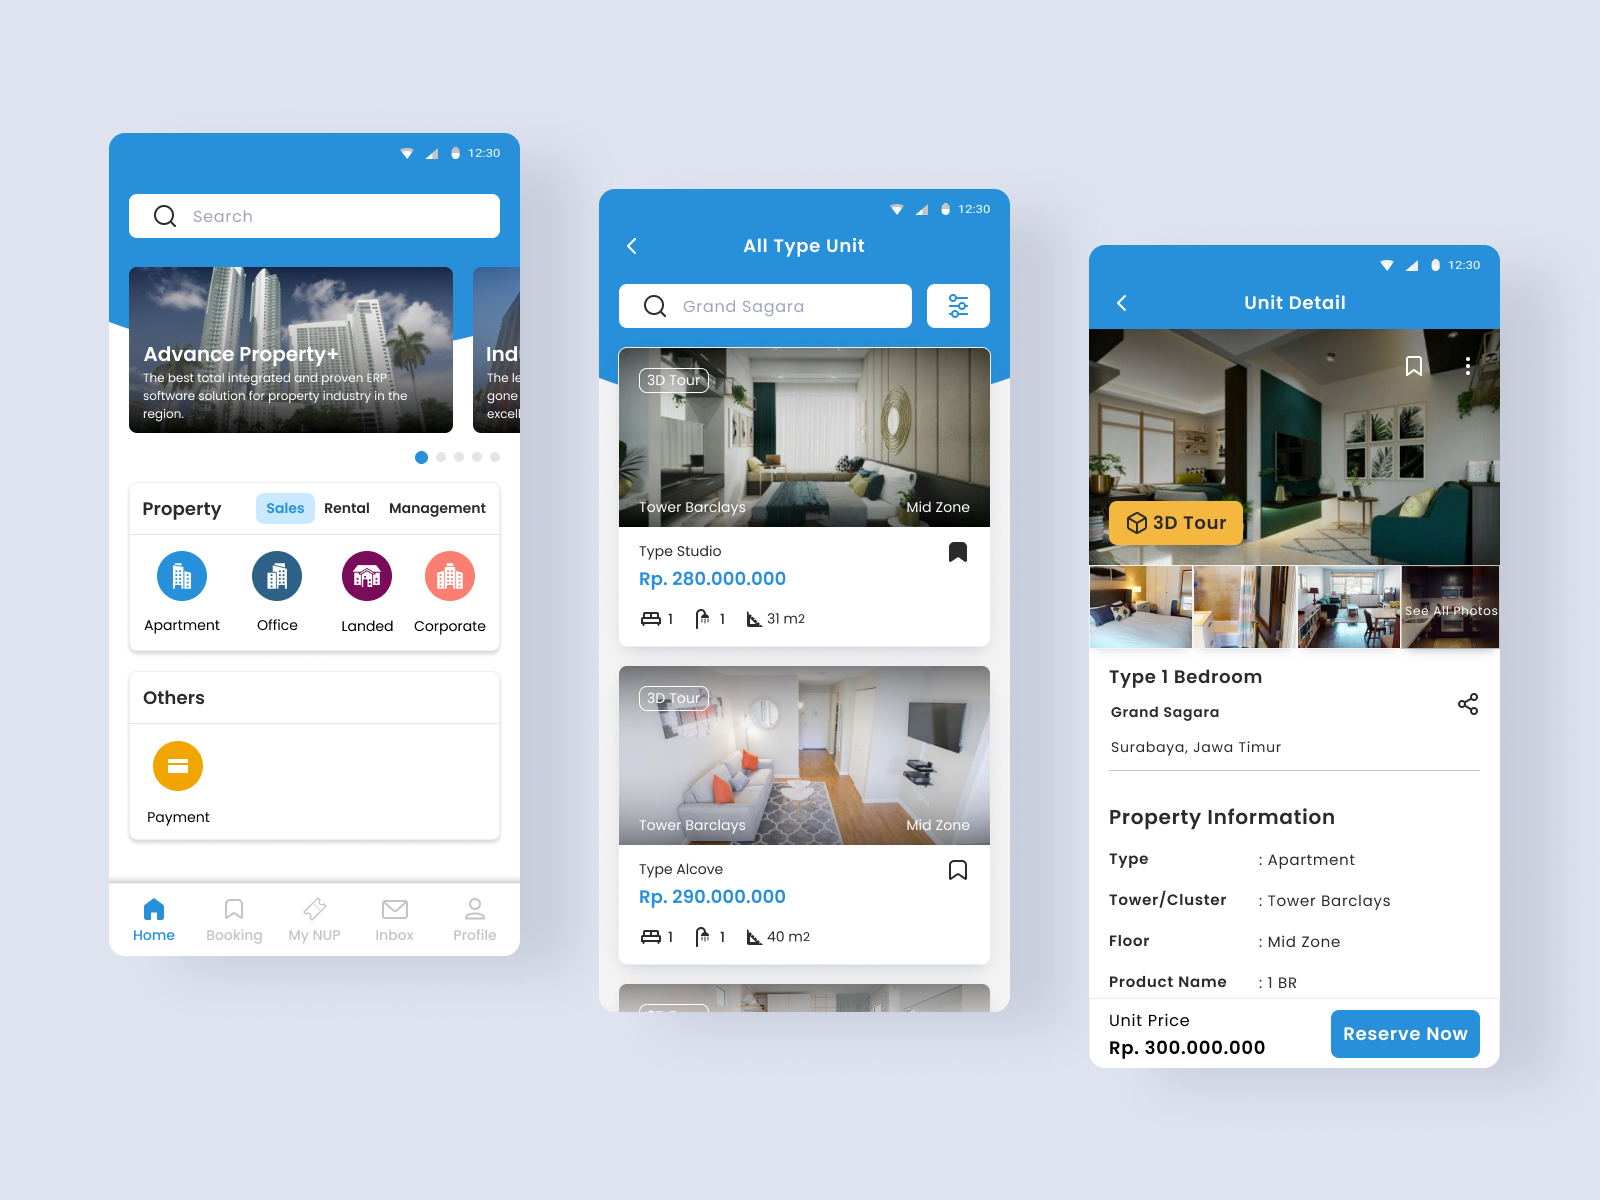 12:30
Search
Advance Property+
The best total integrated and proven ERP
software solution for property industry in the
region.
Indu
The le
gone
excell
Property
Sales
Rental
Management
Apartment
Office
Landed
Corporate
Others
Payment
Home
Booking
My NUP
Inbox
Profile
12:30
All Type Unit
Grand Sagara
3D Tour
Tower Barclays
Mid Zone
Type Studio
Rp. 280.000.000
1
1
31 m2
3D Tour
Tower Barclays
Mid Zone
Type Alcove
Rp. 290.000.000
1
1
40 m2
3D Tour
12:30
Unit Detail
3D Tour
See All Photos
Type 1 Bedroom
Grand Sagara
Surabaya, Jawa Timur
Property Information
Type : Apartment
Tower/Cluster : Tower Barclays
Floor : Mid Zone
Product Name : 1 BR
Unit Price
Rp. 300.000.000
Reserve Now